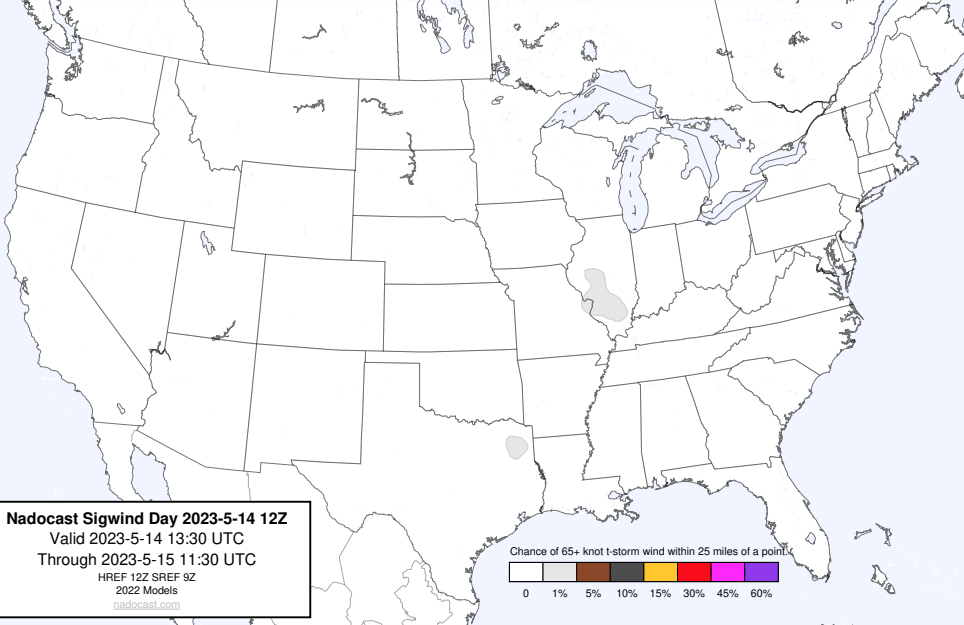 Nadocast Sigwind Day 2023-5-14 12Z
Valid 2023-5-14 13:30 UTC
Through 2023-5-15 11:30 UTC
HREF 12Z SREF 9Z
2022 Models
nadocast.com
Chance of 65+ knot t-storm wind within 25 miles of a point.
0 1% 5% 10% 15% 30% 45% 60%